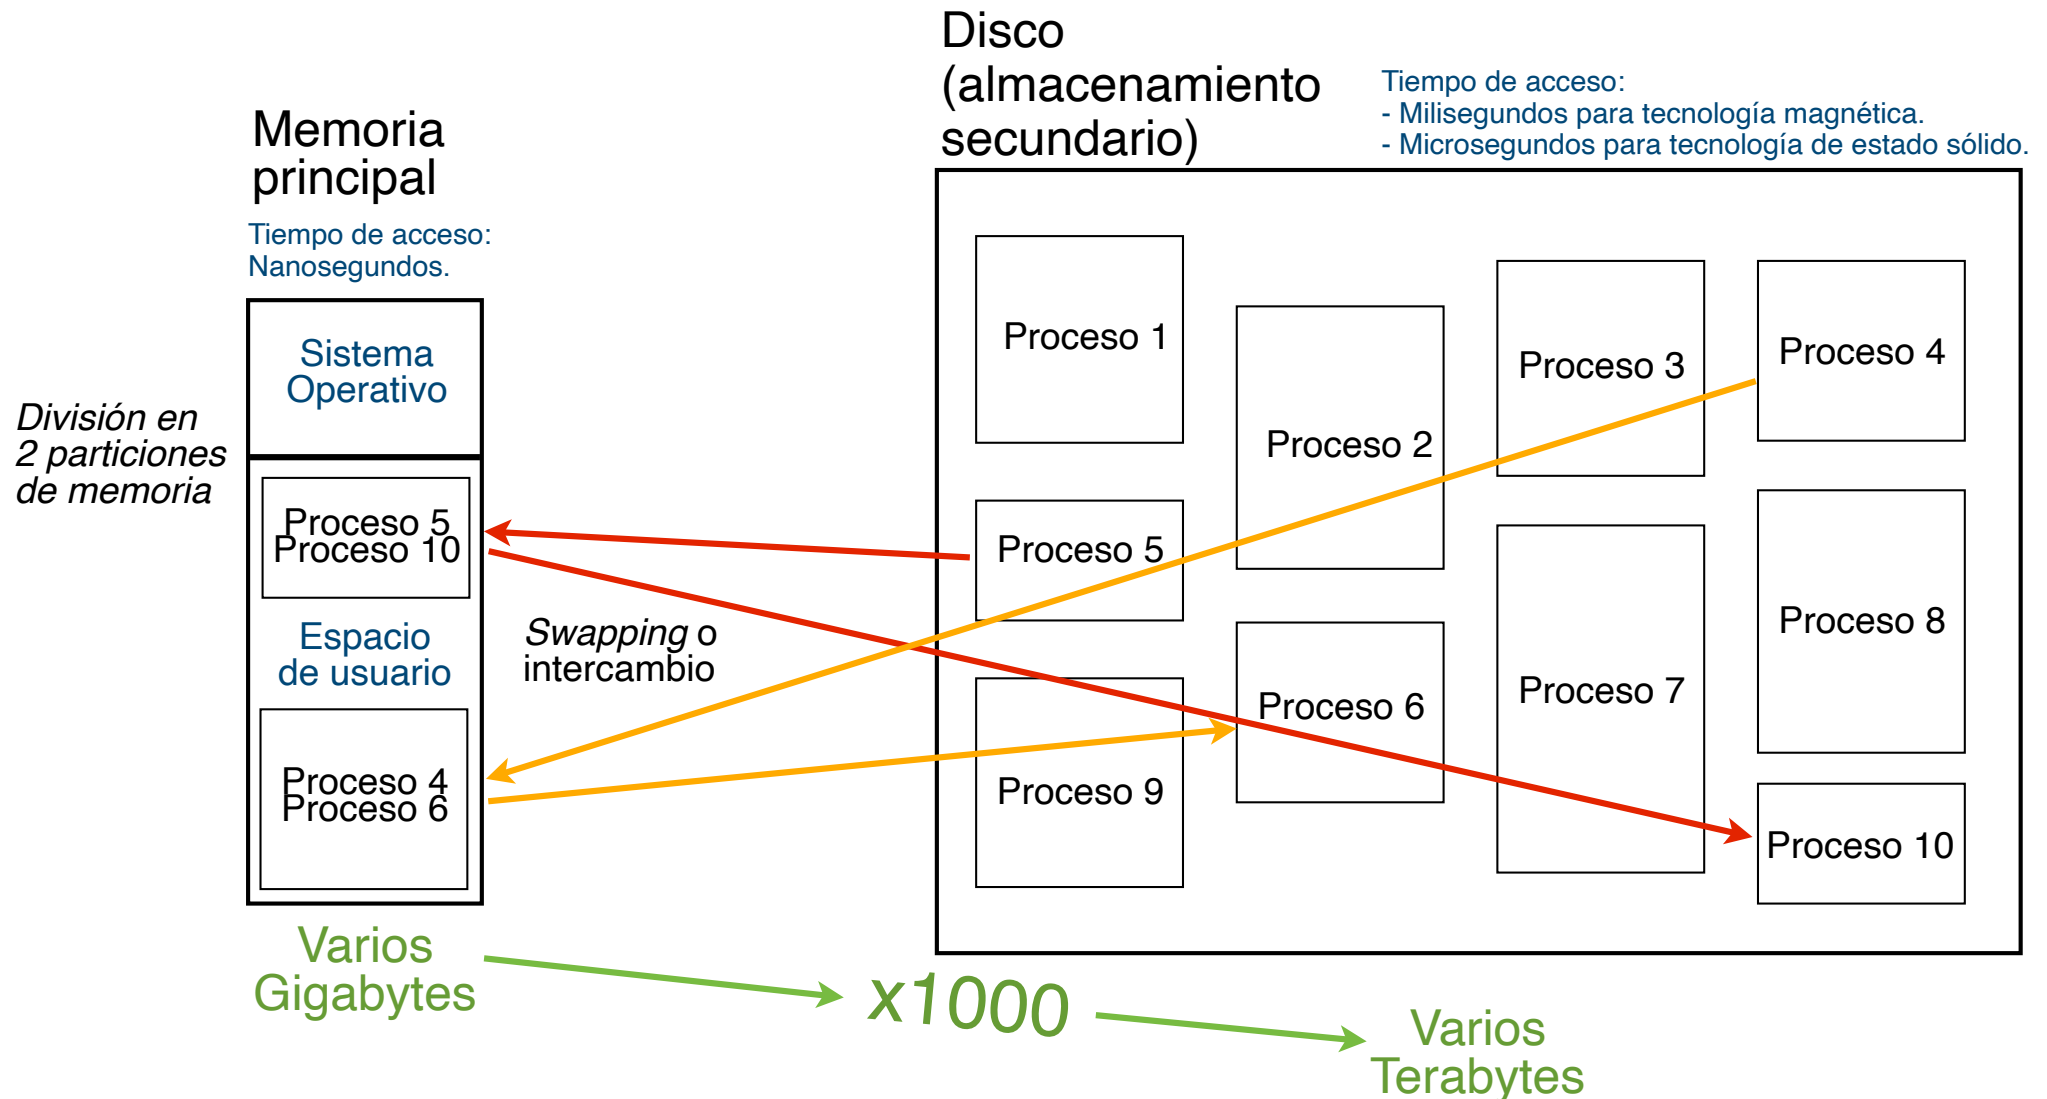 Disco
(almacenamiento
secundario)
Tiempo de acceso:
- Milisegundos para tecnología magnética.
- Microsegundos para tecnología de estado sólido.
Memoria
principal
Tiempo de acceso:
Nanosegundos.
Sistema
Operativo
División en
2 particiones
de memoria
Proceso 5
Proceso 10
Espacio
de usuario
Proceso 4
Proceso 6
Swapping o
intercambio
Proceso 1
Proceso 2
Proceso 3
Proceso 4
Proceso 5
Proceso 6
Proceso 7
Proceso 8
Proceso 9
Proceso 10
Varios
Gigabytes
x1000
Varios
Terabytes